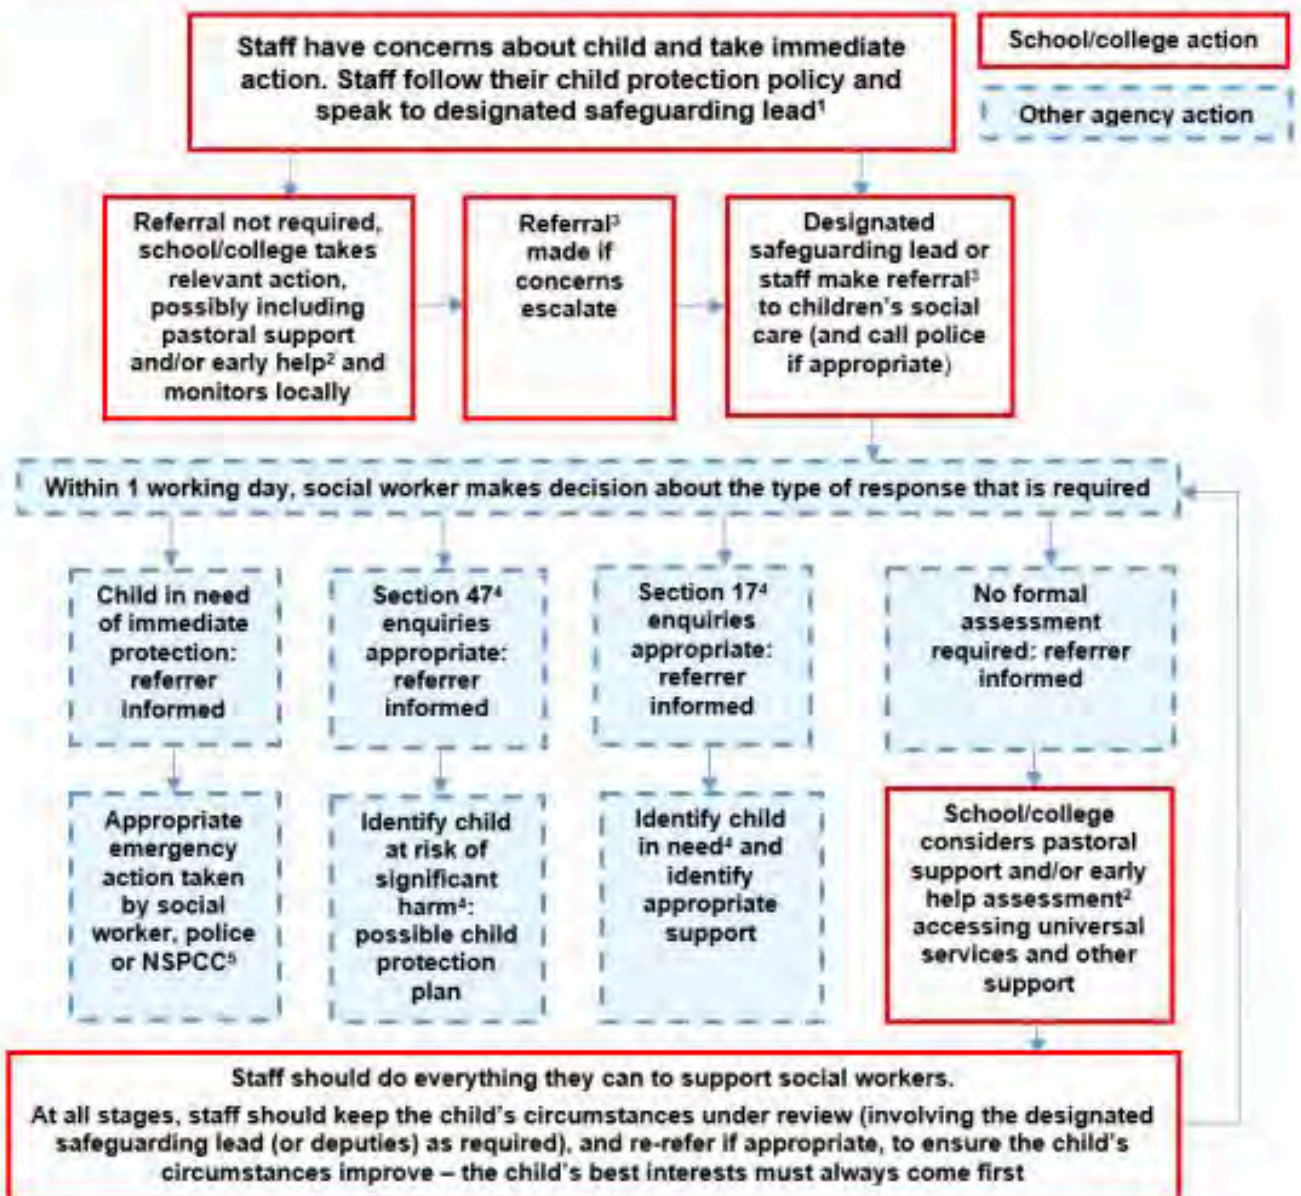 Staff have concerns about child and take immediate
action. Staff follow their child protection policy and
speak to designated safeguarding lead¹
School/college action
Other agency action
Referral not required,
school/college takes
relevant action,
possibly including
pastoral support
and/or early help² and
monitors locally
Referral³
made if
concerns
escalate
Designated
safeguarding lead or
staff make referral³
to children's social
care (and call police
if appropriate)
Within 1 working day, social worker makes decision about the type of response that is required
Child in need
of immediate
protection:
referrer
informed
Section 47⁴
enquiries
appropriate:
referrer
informed
Section 17⁴
enquiries
appropriate:
referrer
informed
No formal
assessment
required: referrer
informed
Appropriate
emergency
action taken
by social
worker, police
or NSPCC⁵
Identify child
at risk of
significant
harm⁴:
possible child
protection
plan
Identify child
in need⁴ and
identify
appropriate
support
School/college
considers pastoral
support and/or early
help assessment²
accessing universal
services and other
support
Staff should do everything they can to support social workers.
At all stages, staff should keep the child's circumstances under review (involving the designated
safeguarding lead (or deputies) as required), and re-refer if appropriate, to ensure the child's
circumstances improve – the child's best interests must always come first